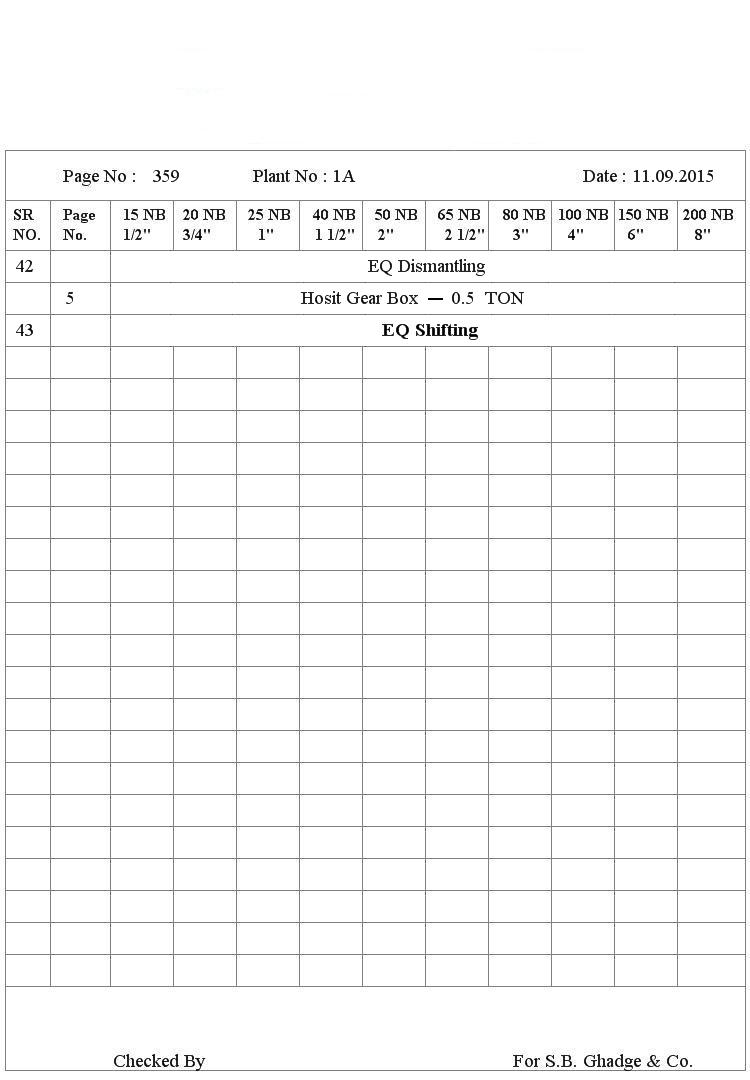 Page No : 359 Plant No : 1A Date : 11.09.2015
SR NO. Page No. 15 NB 1/2" 20 NB 3/4" 25 NB 1" 40 NB 1 1/2" 50 NB 2" 65 NB 2 1/2" 80 NB 3" 100 NB 4" 150 NB 6" 200 NB 8"
42 EQ Dismantling
5 Hosit Gear Box — 0.5 TON
43 EQ Shifting
Checked By For S.B. Ghadge & Co.